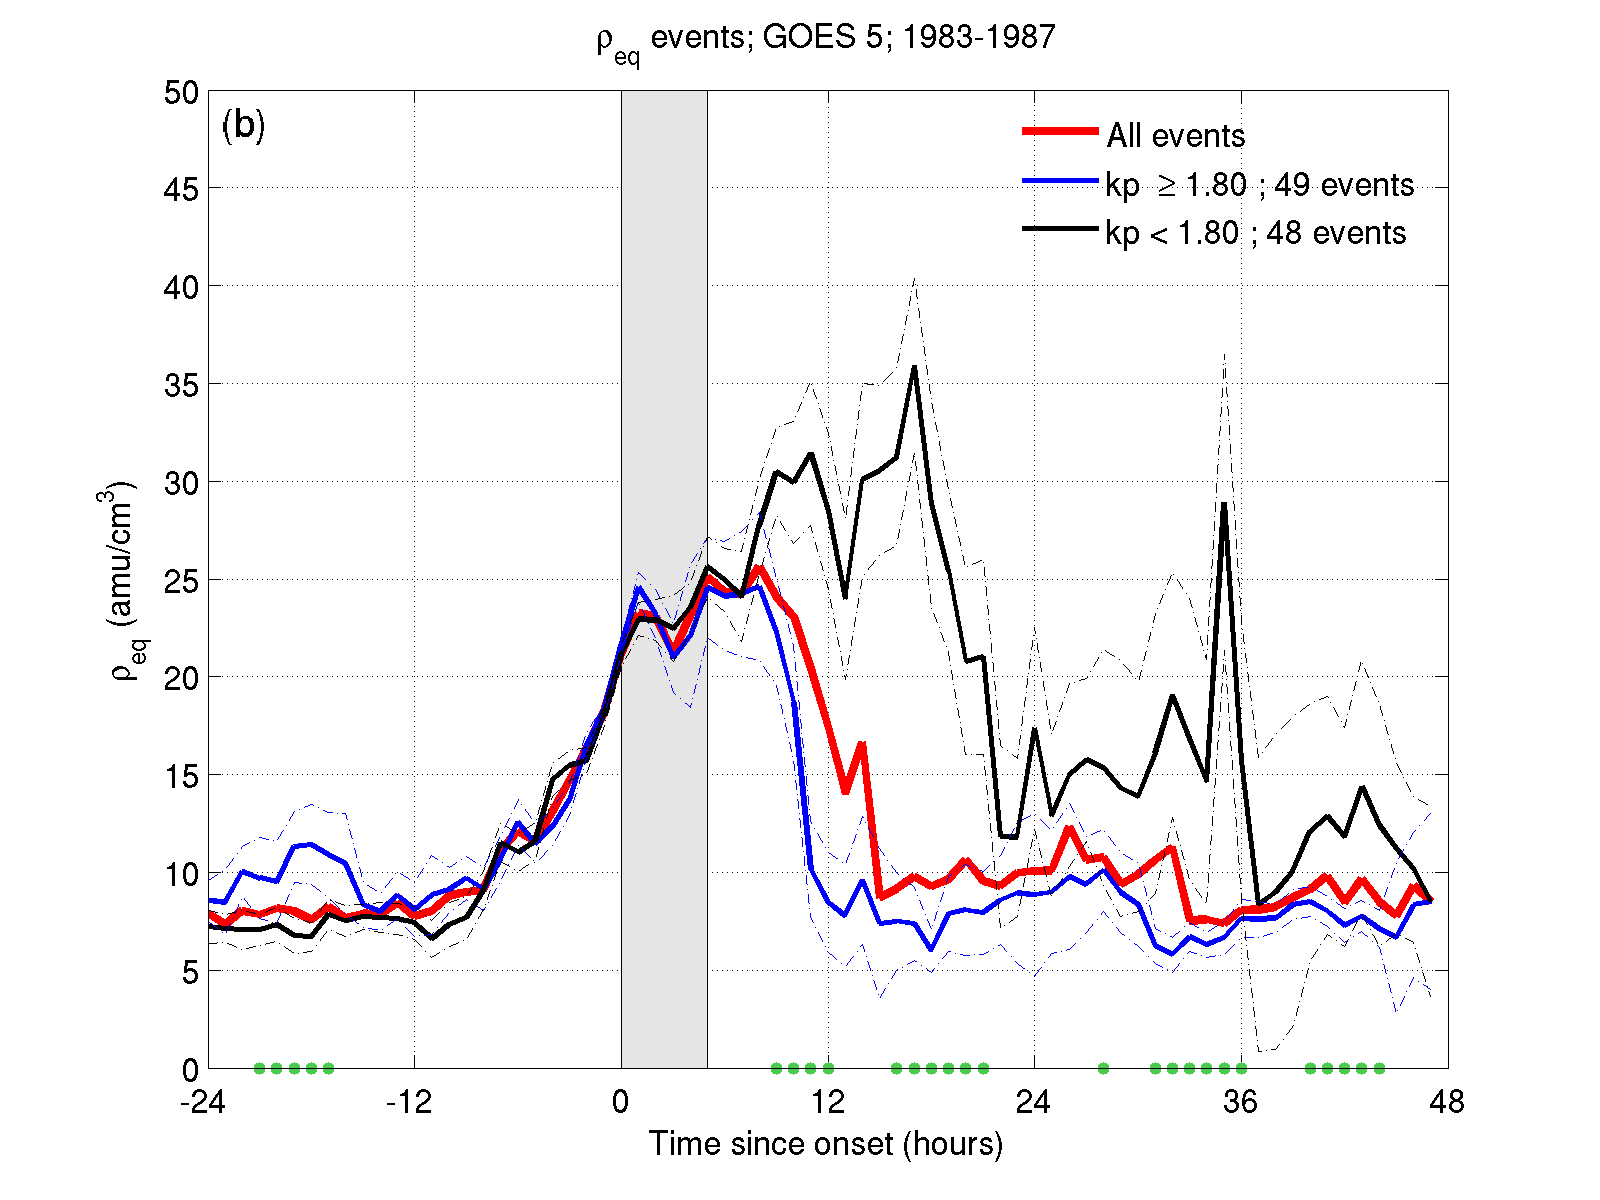 ρeq events; GOES 5; 1983-1987
(b)
All events
kp ≥ 1.80 ; 49 events
kp < 1.80 ; 48 events
50
45
40
35
30
25
20
15
10
5
0
ρeq (amu/cm³)
-24 -12 0 12 24 36 48
Time since onset (hours)